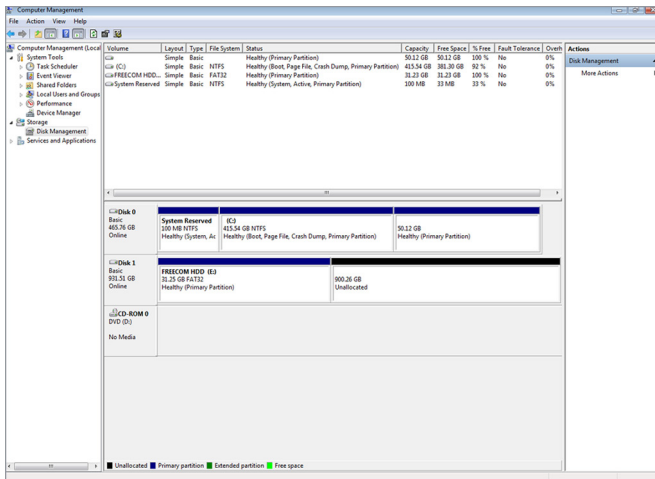 Computer Management
File Action View Help
Computer Management (Local
System Tools
Task Scheduler
Event Viewer
Shared Folders
Local Users and Groups
Performance
Device Manager
Storage
Disk Management
Services and Applications
Volume Layout Type File System Status Capacity Free Space % Free Fault Tolerance Overh
Simple Basic Healthy (Primary Partition) 50.12 GB 50.12 GB 100 % No 0%
(C:) Simple Basic NTFS Healthy (Boot, Page File, Crash Dump, Primary Partition) 415.54 GB 381.30 GB 92 % No 0%
FREECOM HDD... Simple Basic FAT32 Healthy (Primary Partition) 31.23 GB 31.23 GB 100 % No 0%
System Reserved Simple Basic NTFS Healthy (System, Active, Primary Partition) 100 MB 33 MB 33 % No 0%
Actions
Disk Management
More Actions
Disk 0
Basic
465.76 GB
Online
System Reserved
100 MB NTFS
Healthy (System, Ac
(C:)
415.54 GB NTFS
Healthy (Boot, Page File, Crash Dump, Primary Partition)
50.12 GB
Healthy (Primary Partition)
Disk 1
Basic
931.51 GB
Online
FREECOM HDD (E:)
31.25 GB FAT32
Healthy (Primary Partition)
900.26 GB
Unallocated
CD-ROM 0
DVD (D:)
No Media
Unallocated Primary partition Extended partition Free space